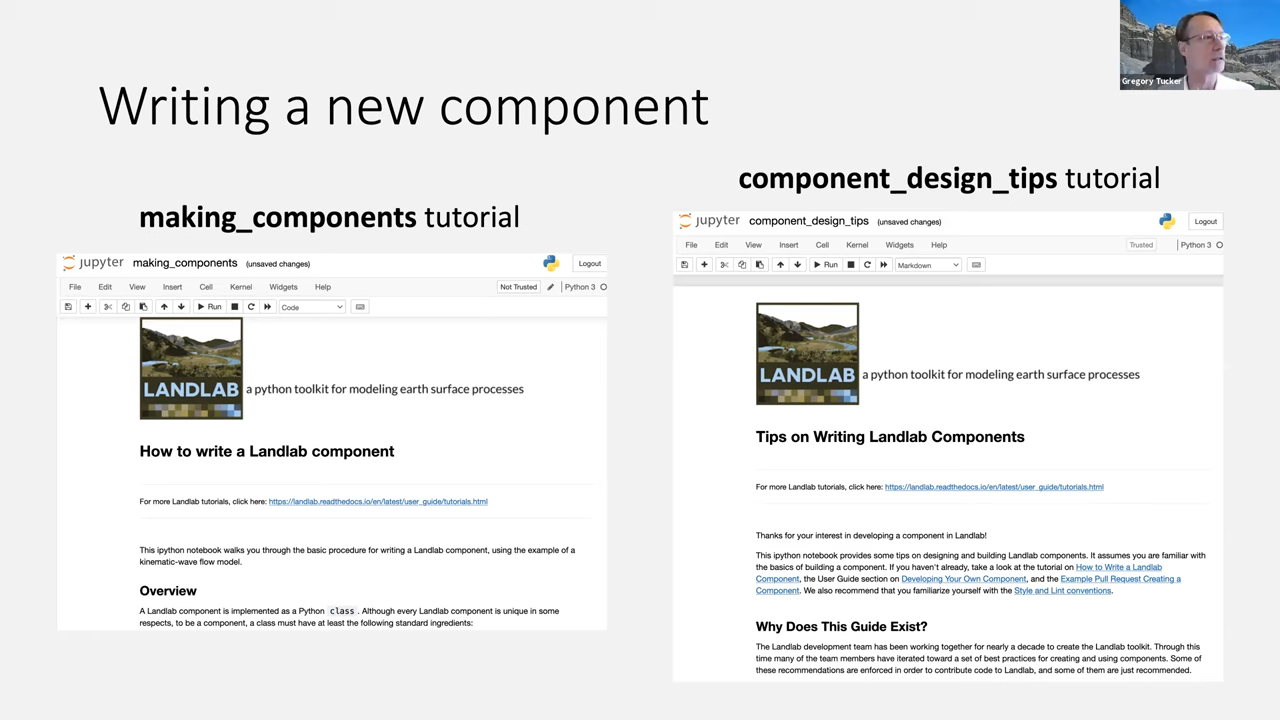 Gregory Tucker
Writing a new component
making_components tutorial
jupyter making_components (unsaved changes)
Logout
File Edit View Insert Cell Kernel Widgets Help
Not Trusted
Python 3
Run
Code
LANDLAB
a python toolkit for modeling earth surface processes
How to write a Landlab component
For more Landlab tutorials, click here: https://landlab.readthedocs.io/en/latest/user_guide/tutorials.html
This ipython notebook walks you through the basic procedure for writing a Landlab component, using the example of a
kinematic-wave flow model.
Overview
A Landlab component is implemented as a Python class. Although every Landlab component is unique in some
respects, to be a component, a class must have at least the following standard ingredients:
component_design_tips tutorial
jupyter component_design_tips (unsaved changes)
Logout
File Edit View Insert Cell Kernel Widgets Help
Trusted
Python 3
Run
Markdown
LANDLAB
a python toolkit for modeling earth surface processes
Tips on Writing Landlab Components
For more Landlab tutorials, click here: https://landlab.readthedocs.io/en/latest/user_guide/tutorials.html
Thanks for your interest in developing a component in Landlab!
This ipython notebook provides some tips on designing and building Landlab components. It assumes you are familiar with
the basics of building a component. If you haven't already, take a look at the tutorial on How to Write a Landlab
Component, the User Guide section on Developing Your Own Component, and the Example Pull Request Creating a
Component. We also recommend that you familiarize yourself with the Style and Lint conventions.
Why Does This Guide Exist?
The Landlab development team has been working together for nearly a decade to create the Landlab toolkit. Through this
time many of the team members have iterated toward a set of best practices for creating and using components. Some of
these recommendations are enforced in order to contribute code to Landlab, and some of them are just recommended.